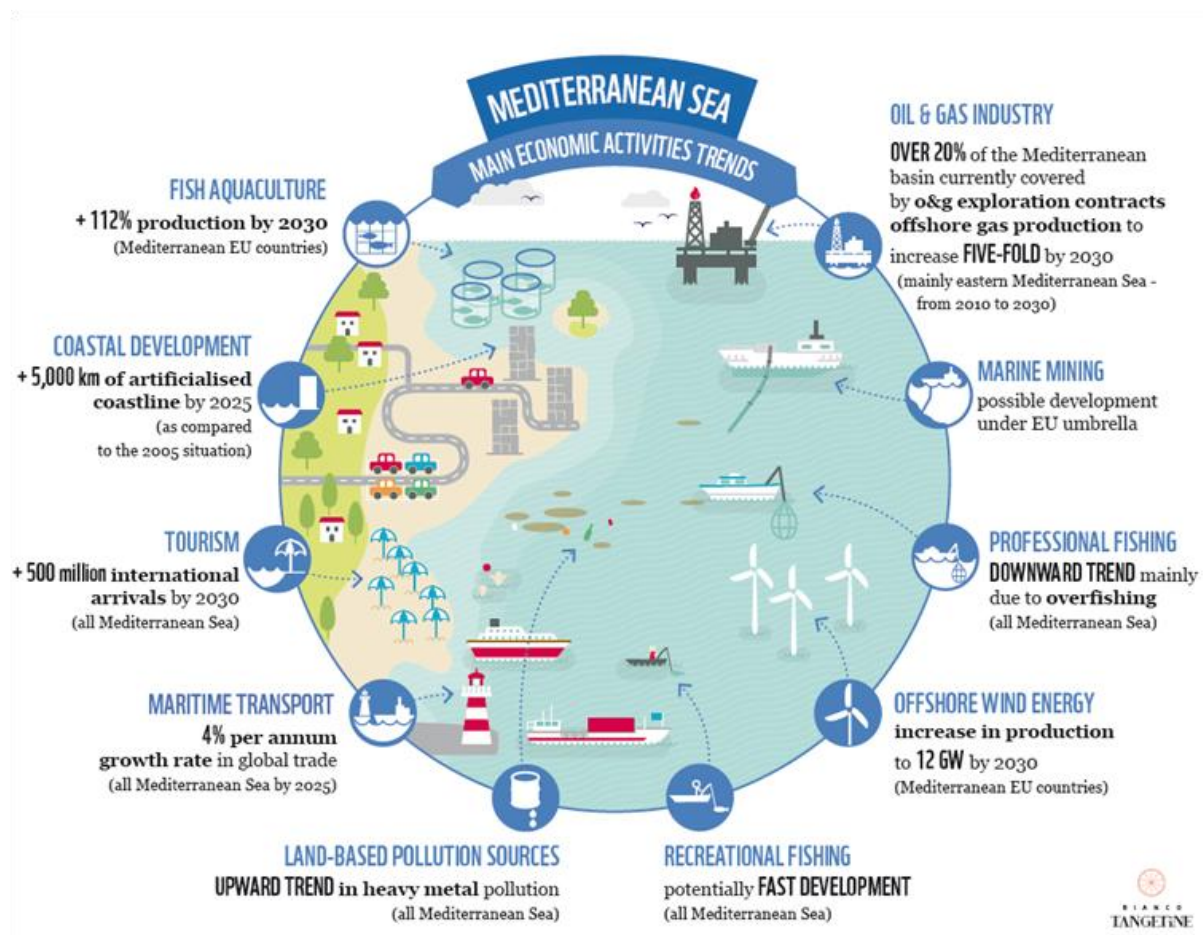 MEDITERRANEAN SEA
MAIN ECONOMIC ACTIVITIES TRENDS
FISH AQUACULTURE
+ 112% production by 2030
(Mediterranean EU countries)
COASTAL DEVELOPMENT
+ 5,000 km of artificialised
coastline by 2025
(as compared
to the 2005 situation)
TOURISM
+ 500 million international
arrivals by 2030
(all Mediterranean Sea)
MARITIME TRANSPORT
4% per annum
growth rate in global trade
(all Mediterranean Sea by 2025)
LAND-BASED POLLUTION SOURCES
UPWARD TREND in heavy metal pollution
(all Mediterranean Sea)
RECREATIONAL FISHING
potentially FAST DEVELOPMENT
(all Mediterranean Sea)
OIL & GAS INDUSTRY
OVER 20% of the Mediterranean
basin currently covered
by o&g exploration contracts
offshore gas production to
increase FIVE-FOLD by 2030
(mainly eastern Mediterranean Sea -
from 2010 to 2030)
MARINE MINING
possible development
under EU umbrella
PROFESSIONAL FISHING
DOWNWARD TREND mainly
due to overfishing
(all Mediterranean Sea)
OFFSHORE WIND ENERGY
increase in production
to 12 GW by 2030
(Mediterranean EU countries)
BIANCO
TANGERINE